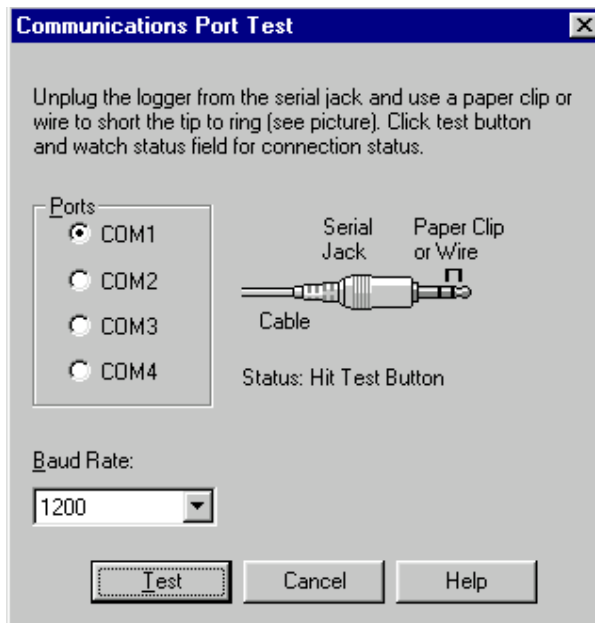 Communications Port Test
Unplug the logger from the serial jack and use a paper clip or
wire to short the tip to ring (see picture). Click test button
and watch status field for connection status.
Ports
COM1
COM2
COM3
COM4
Serial
Jack
Paper Clip
or Wire
Cable
Status: Hit Test Button
Baud Rate:
1200
Test
Cancel
Help